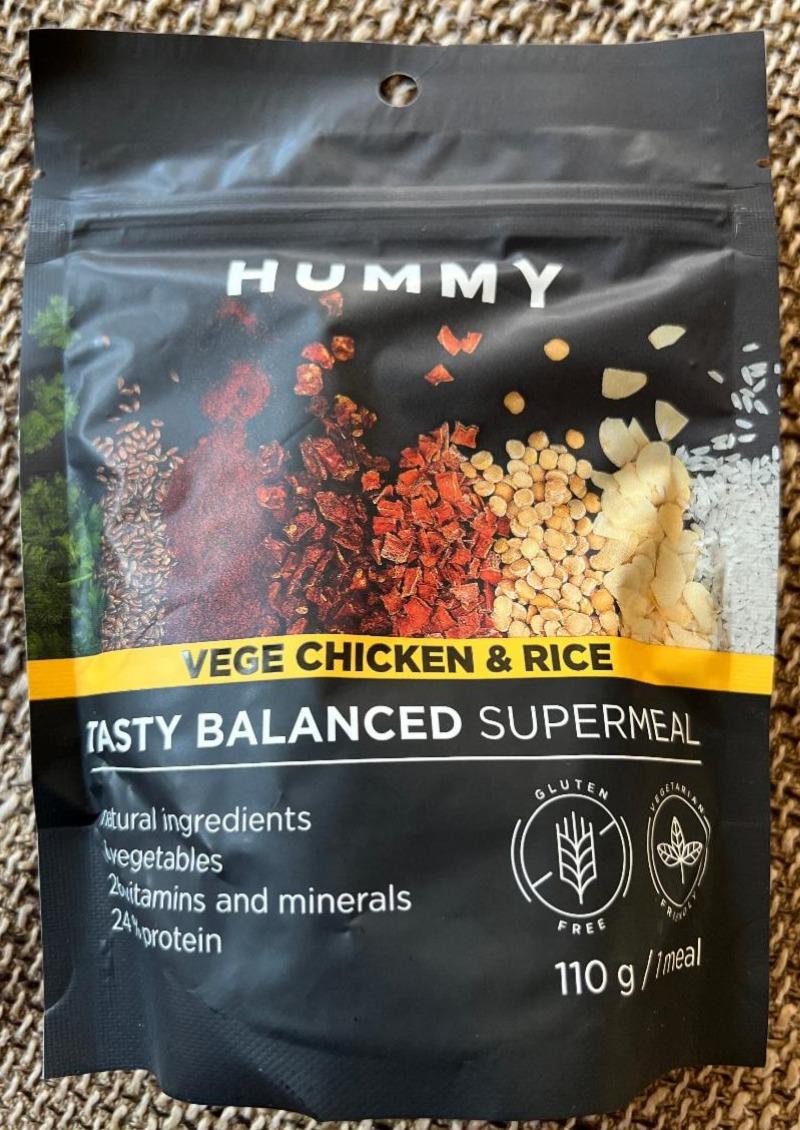 HUMMY
VEGE CHICKEN & RICE
TASTY BALANCED SUPERMEAL
natural ingredients
vegetables
vitamins and minerals
24% protein
GLUTEN
FREE
VEGETARIAN
FRIENDLY
110 g / 1 meal